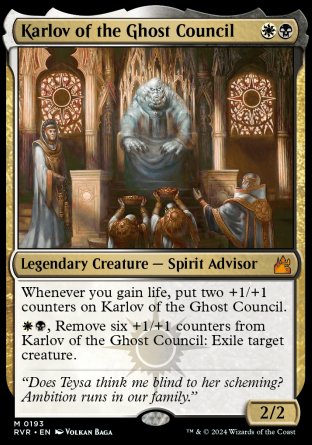 Karlov of the Ghost Council
Legendary Creature — Spirit Advisor
Whenever you gain life, put two +1/+1
counters on Karlov of the Ghost Council.
, Remove six +1/+1 counters from
Karlov of the Ghost Council: Exile target
creature.
“Does Teysa think me blind to her scheming?
Ambition runs in our family.”
2/2
M 0193
RVR • EN Volkan Baga
™ & © 2024 Wizards of the Coast